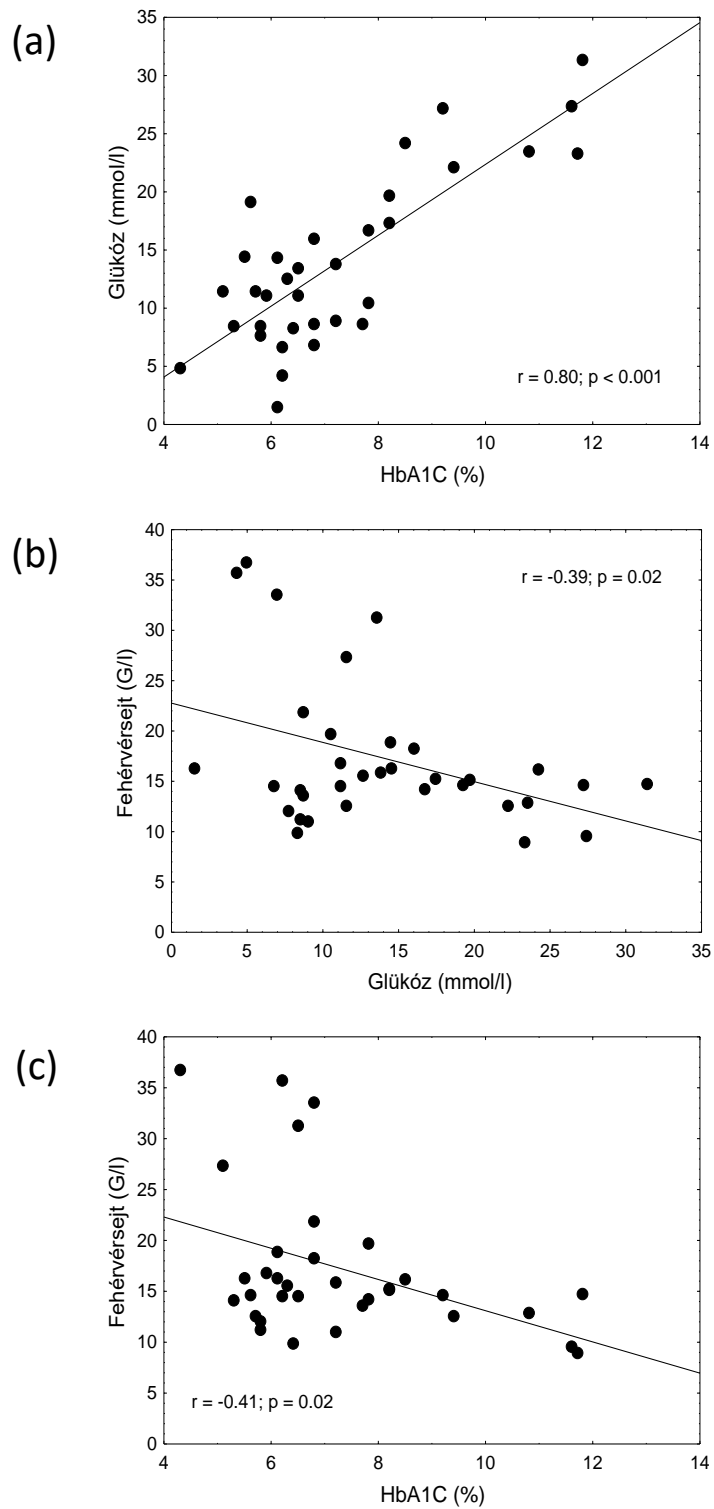 (a)
35
30
25
20
15
10
5
0
Glükóz (mmol/l)
r = 0.80; p < 0.001
4 6 8 10 12 14
HbA1C (%)
(b)
40
35
30
25
20
15
10
5
0
Fehérvérsejt (G/l)
r = -0.39; p = 0.02
0 5 10 15 20 25 30 35
Glükóz (mmol/l)
(c)
40
35
30
25
20
15
10
5
0
Fehérvérsejt (G/l)
r = -0.41; p = 0.02
4 6 8 10 12 14
HbA1C (%)